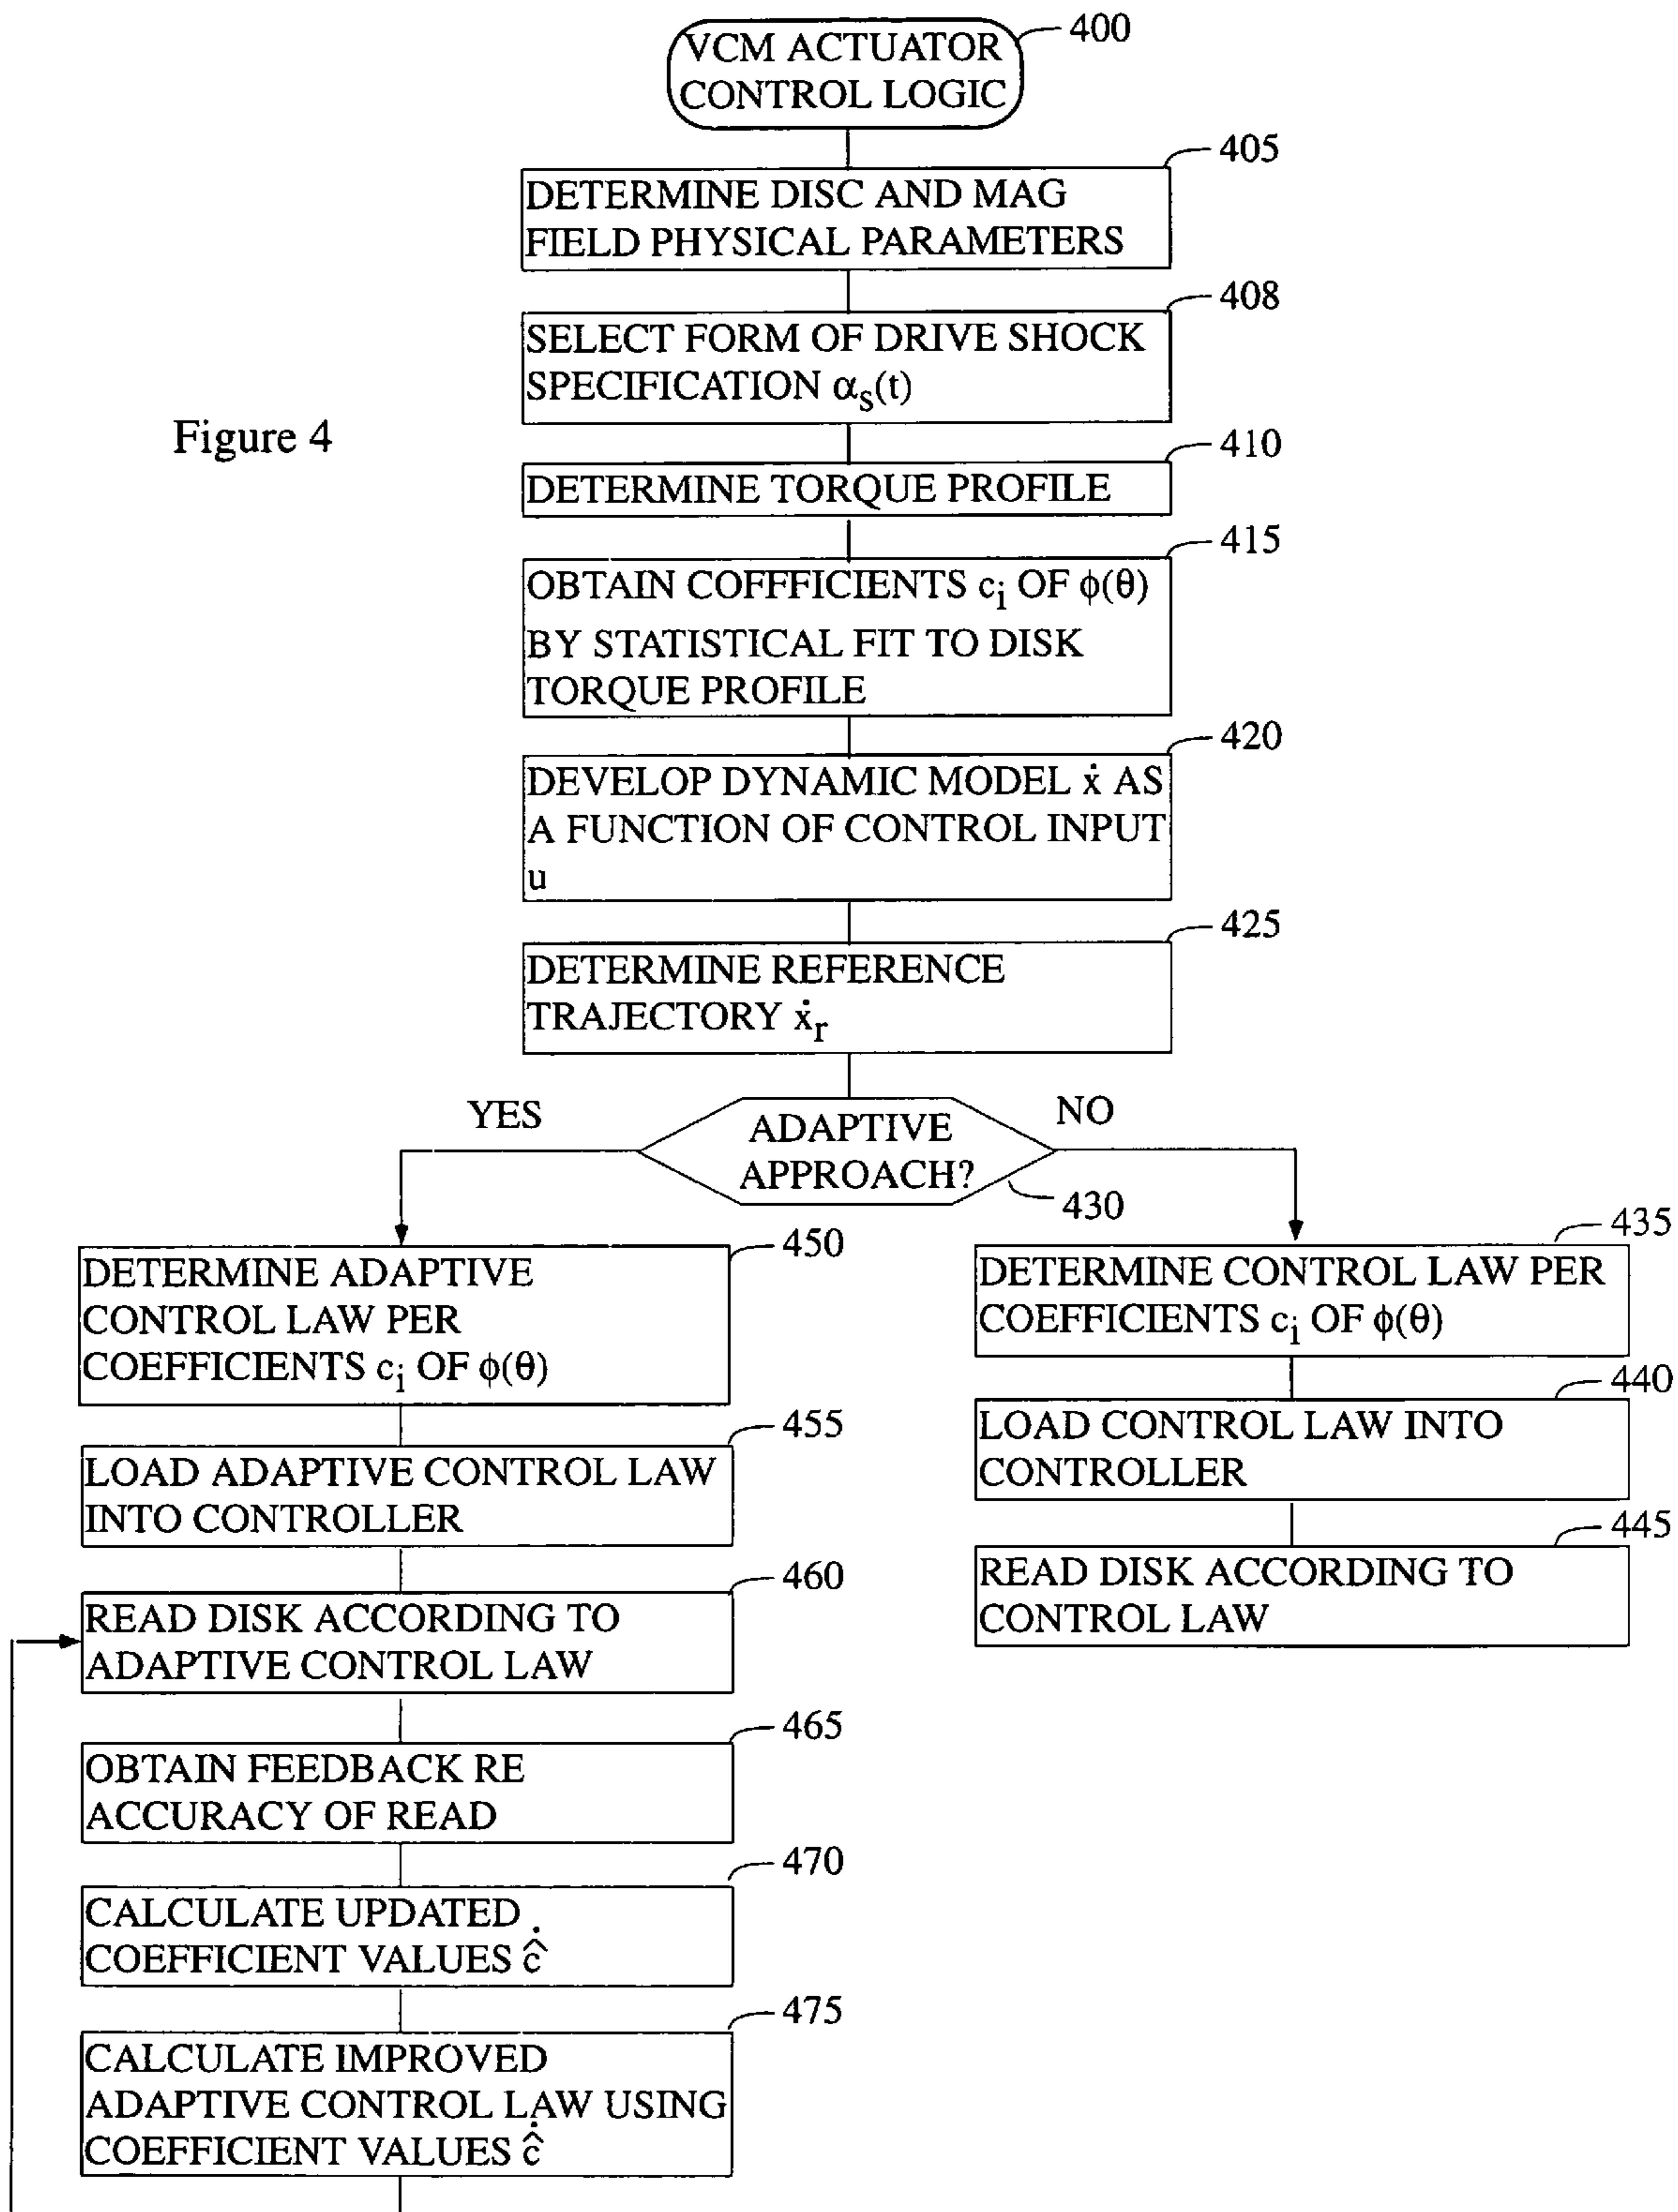 VCM ACTUATOR
CONTROL LOGIC
400
405
DETERMINE DISC AND MAG
FIELD PHYSICAL PARAMETERS
408
SELECT FORM OF DRIVE SHOCK
SPECIFICATION αs(t)
Figure 4
410
DETERMINE TORQUE PROFILE
415
OBTAIN COFFFICIENTS ci OF ϕ(θ)
BY STATISTICAL FIT TO DISK
TORQUE PROFILE
420
DEVELOP DYNAMIC MODEL ẋ AS
A FUNCTION OF CONTROL INPUT
u
425
DETERMINE REFERENCE
TRAJECTORY ẋr
YES
ADAPTIVE
APPROACH?
NO
430
450
DETERMINE ADAPTIVE
CONTROL LAW PER
COEFFICIENTS ci OF ϕ(θ)
455
LOAD ADAPTIVE CONTROL LAW
INTO CONTROLLER
460
READ DISK ACCORDING TO
ADAPTIVE CONTROL LAW
465
OBTAIN FEEDBACK RE
ACCURACY OF READ
470
CALCULATE UPDATED
COEFFICIENT VALUES ĉ̇
475
CALCULATE IMPROVED
ADAPTIVE CONTROL LAW USING
COEFFICIENT VALUES ĉ̇
435
DETERMINE CONTROL LAW PER
COEFFICIENTS ci OF ϕ(θ)
440
LOAD CONTROL LAW INTO
CONTROLLER
445
READ DISK ACCORDING TO
CONTROL LAW